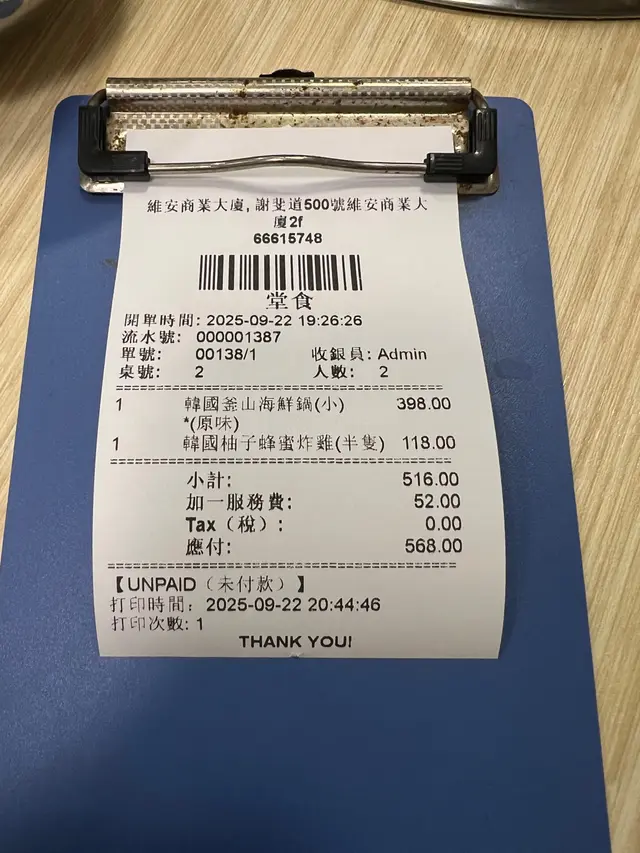 維安商業大廈, 謝斐道500號維安商業大
廈2f
66615748
堂食
開單時間: 2025-09-22 19:26:26
流水號: 000001387
單號: 00138/1 收銀員: Admin
桌號: 2 人數: 2
1 韓國釜山海鮮鍋(小) 398.00
*(原味)
1 韓國柚子蜂蜜炸雞(半隻) 118.00
小計: 516.00
加一服務費: 52.00
Tax（稅）: 0.00
應付: 568.00
【UNPAID（未付款）】
打印時間: 2025-09-22 20:44:46
打印次數: 1
THANK YOU!